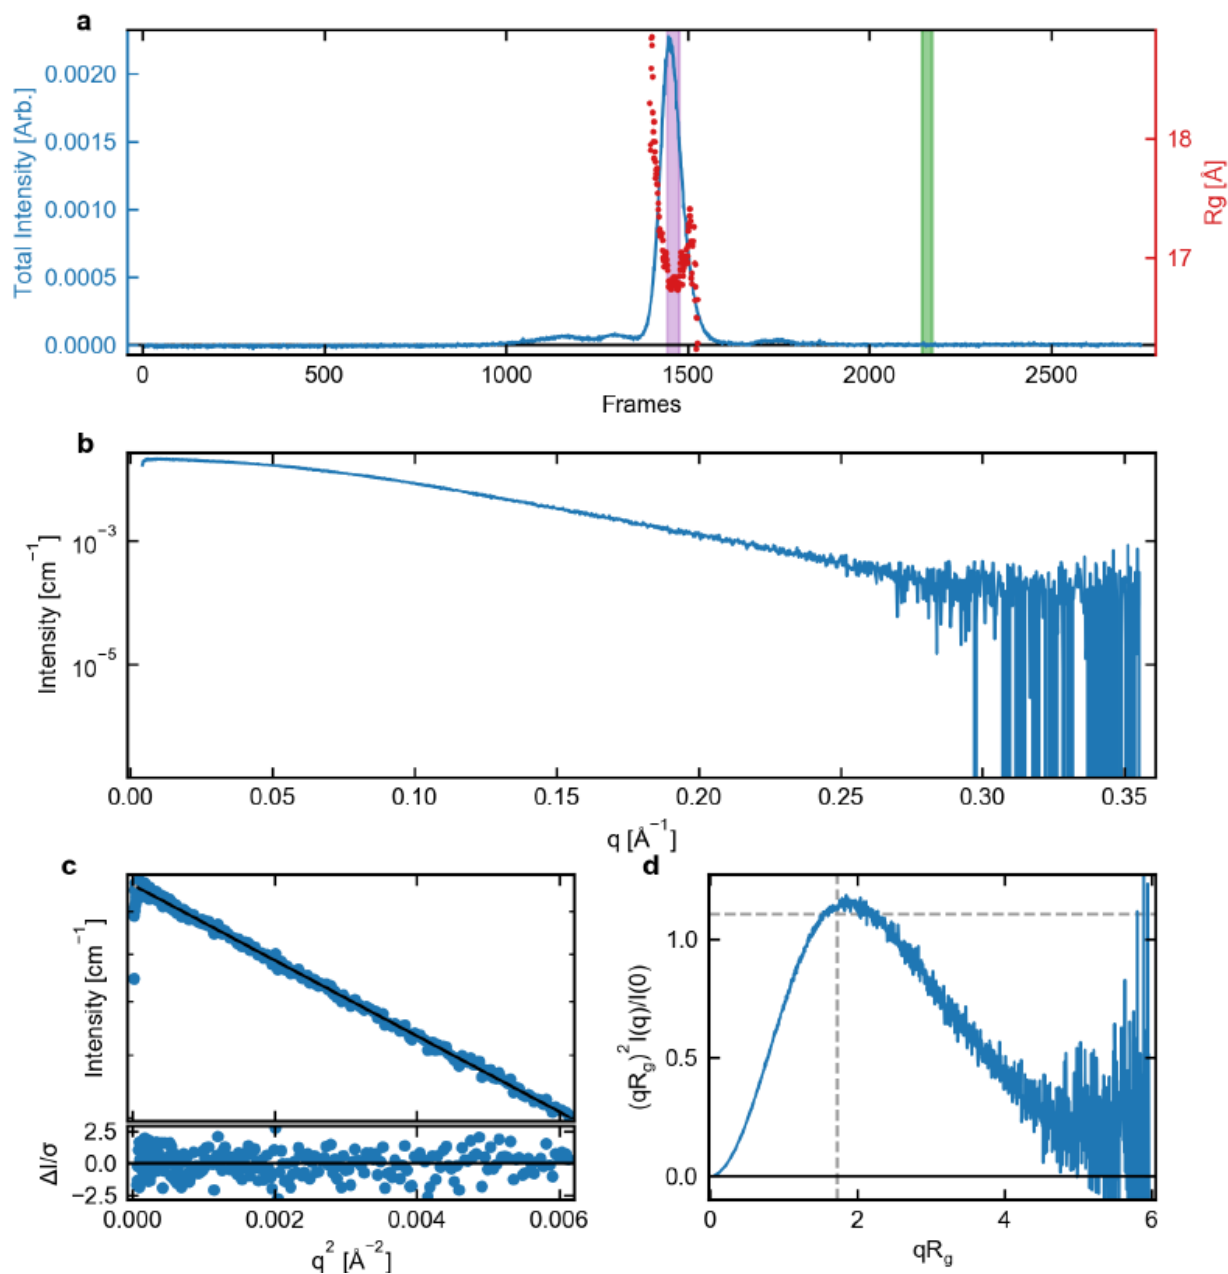 a
Total Intensity [Arb.]
0.0020
0.0015
0.0010
0.0005
0.0000
18
17
Rg [Å]
0 500 1000 1500 2000 2500
Frames
b
Intensity [cm⁻¹]
10⁻³
10⁻⁵
0.00 0.05 0.10 0.15 0.20 0.25 0.30 0.35
q [Å⁻¹]
c
Intensity [cm⁻¹]
ΔI/σ
2.5
0.0
−2.5
0.000 0.002 0.004 0.006
q² [Å⁻²]
d
(qR_g)² I(q)/I(0)
1.0
0.5
0.0
0 2 4 6
qR_g